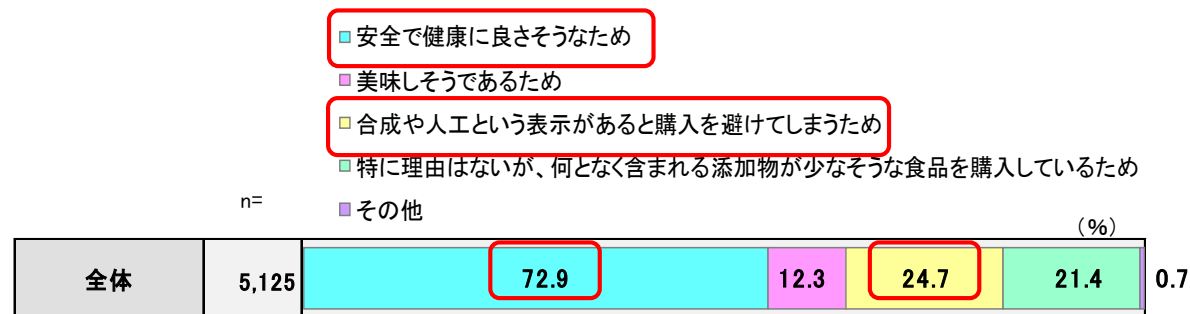 安全で健康に良さそうなため
美味しそうであるため
合成や人工という表示があると購入を避けてしまうため
特に理由はないが、何となく含まれる添加物が少なそうな食品を購入しているため
n=
その他
（%）
全体 5,125 72.9 12.3 24.7 21.4 0.7